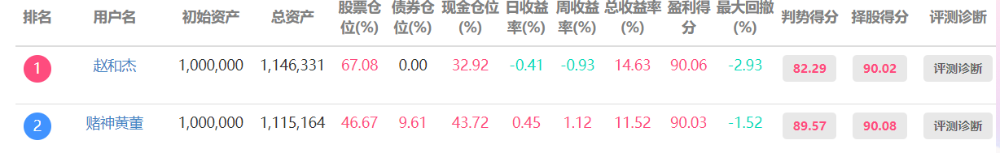 排名 用户名 初始资产 总资产 股票仓位(%) 债券仓位(%) 现金仓位(%) 日收益率(%) 周收益率(%) 总收益率(%) 盈利得分 最大回撤(%) 判势得分 择股得分 评测诊断
1 赵和杰 1,000,000 1,146,331 67.08 0.00 32.92 -0.41 -0.93 14.63 90.06 -2.93 82.29 90.02 评测诊断
2 赌神黄董 1,000,000 1,115,164 46.67 9.61 43.72 0.45 1.12 11.52 90.03 -1.52 89.57 90.08 评测诊断